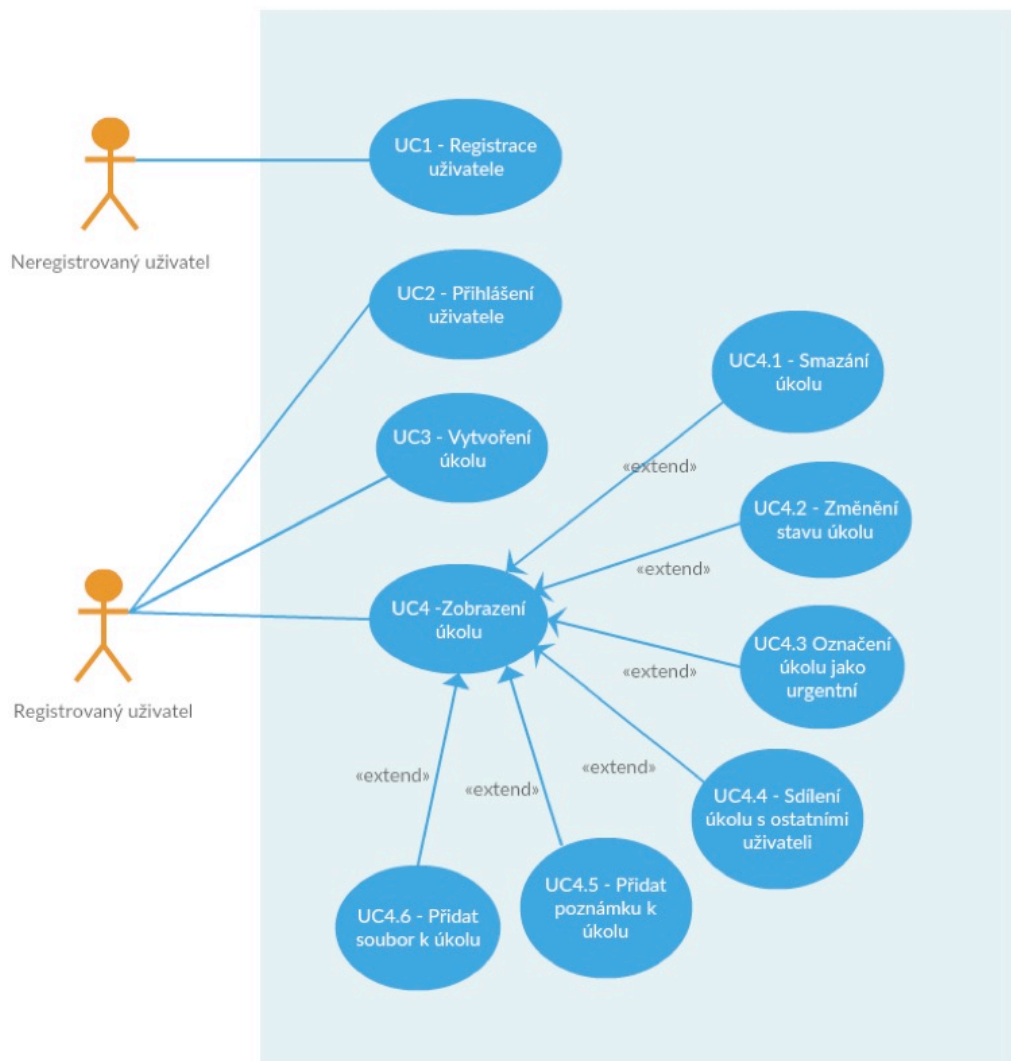 UC1 - Registrace
uživatele
Neregistrovaný uživatel
UC2 - Přihlášení
uživatele
UC4.1 - Smazání
úkolu
UC3 - Vytvoření
úkolu
«extend»
UC4.2 - Změnění
stavu úkolu
«extend»
UC4 -Zobrazení
úkolu
UC4.3 Označení
úkolu jako
urgentní
«extend»
Registrovaný uživatel
«extend»
«extend»
«extend»
UC4.4 - Sdílení
úkolu s ostatními
uživateli
UC4.5 - Přidat
poznámku k
úkolu
UC4.6 - Přidat
soubor k úkolu